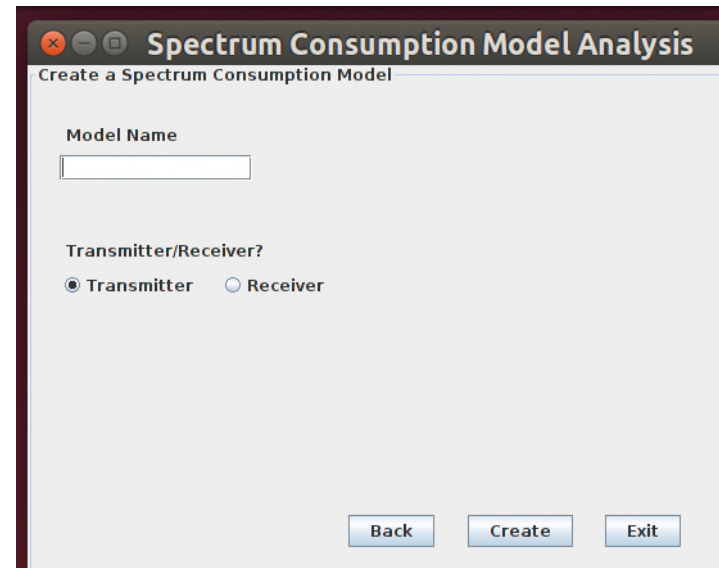 Spectrum Consumption Model Analysis
Create a Spectrum Consumption Model
Model Name
Transmitter/Receiver?
Transmitter Receiver
Back Create Exit